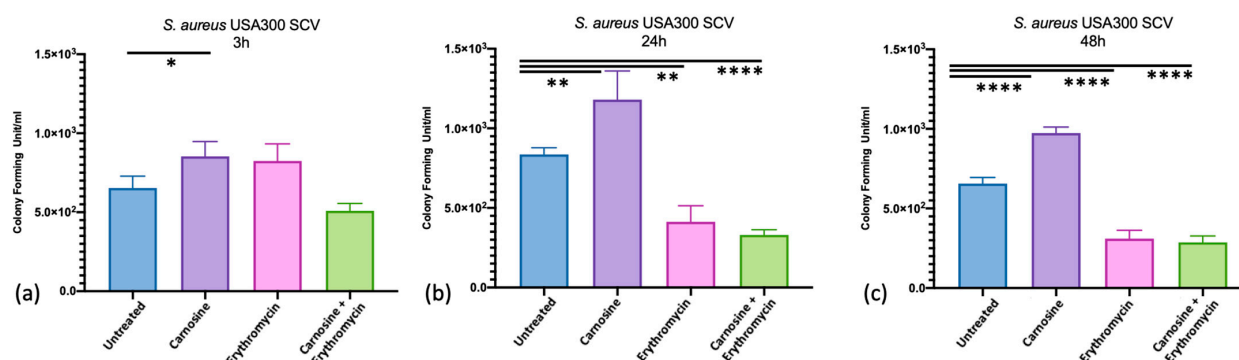 S. aureus USA300 SCV
3h
Colony Forming Unit/ml
1.5×10³
1.0×10³
5.0×10²
0.0
*
(a)
Untreated
Carnosine
Erythromycin
Carnosine +
Erythromycin
S. aureus USA300 SCV
24h
Colony Forming Unit/ml
1.5×10³
1.0×10³
5.0×10²
0.0
**
**
****
(b)
Untreated
Carnosine
Erythromycin
Carnosine +
Erythromycin
S. aureus USA300 SCV
48h
Colony Forming Unit/ml
1.5×10³
1.0×10³
5.0×10²
0.0
****
****
****
(c)
Untreated
Carnosine
Erythromycin
Carnosine +
Erythromycin